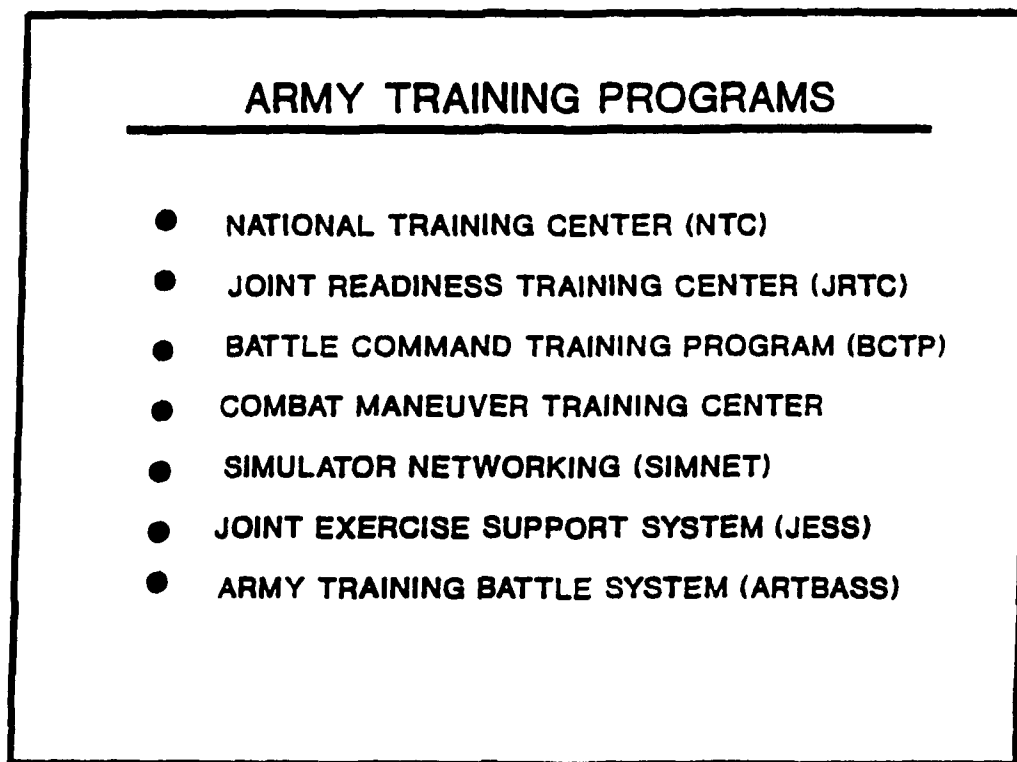 ARMY TRAINING PROGRAMS
● NATIONAL TRAINING CENTER (NTC)
● JOINT READINESS TRAINING CENTER (JRTC)
● BATTLE COMMAND TRAINING PROGRAM (BCTP)
● COMBAT MANEUVER TRAINING CENTER
● SIMULATOR NETWORKING (SIMNET)
● JOINT EXERCISE SUPPORT SYSTEM (JESS)
● ARMY TRAINING BATTLE SYSTEM (ARTBASS)